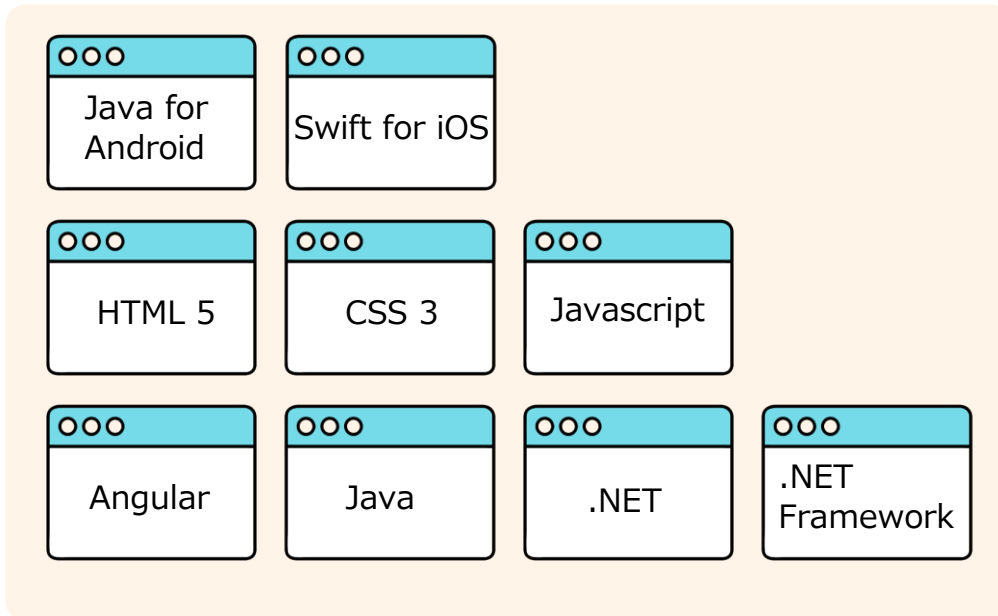 Java for
Android
Swift for iOS
HTML 5
CSS 3
Javascript
Angular
Java
.NET
.NET
Framework